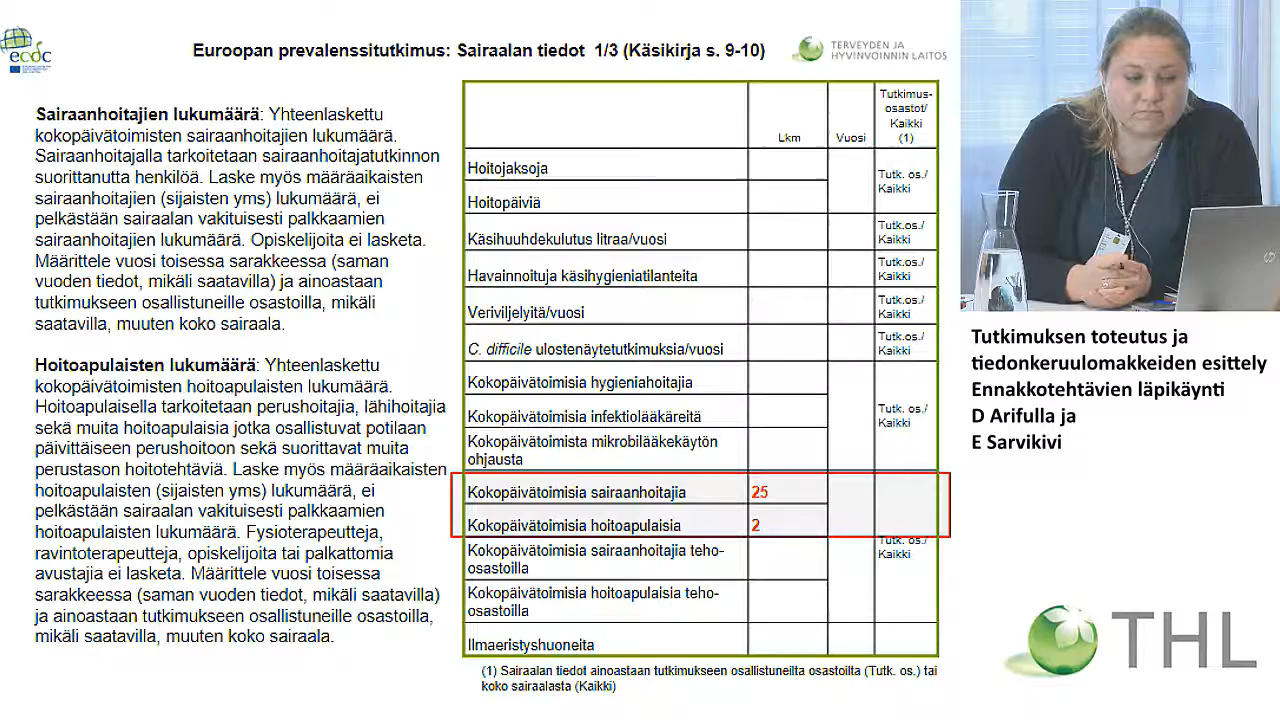 ecdc
Euroopan prevalenssitutkimus: Sairaalan tiedot 1/3 (Käsikirja s. 9-10)
TERVEYDEN JA
HYVINVOINNIN LAITOS
Sairaanhoitajien lukumäärä: Yhteenlaskettu
kokopäivätoimisten sairaanhoitajien lukumäärä.
Sairaanhoitajalla tarkoitetaan sairaanhoitajatutkinnon
suorittanutta henkilöä. Laske myös määräaikaisten
sairaanhoitajien (sijaisten yms) lukumäärä, ei
pelkästään sairaalan vakituisesti palkkaamien
sairaanhoitajien lukumäärä. Opiskelijoita ei lasketa.
Määrittele vuosi toisessa sarakkeessa (saman
vuoden tiedot, mikäli saatavilla) ja ainoastaan
tutkimukseen osallistuneille osastoilla, mikäli
saatavilla, muuten koko sairaala.
Hoitoapulaisten lukumäärä: Yhteenlaskettu
kokopäivätoimisten hoitoapulaisten lukumäärä.
Hoitoapulaisella tarkoitetaan perushoitajia, lähihoitajia
sekä muita hoitoapulaisia jotka osallistuvat potilaan
päivittäiseen perushoitoon sekä suorittavat muita
perustason hoitotehtäviä. Laske myös määräaikaisten
hoitoapulaisten (sijaisten yms) lukumäärä, ei
pelkästään sairaalan vakituisesti palkkaamien
hoitoapulaisten lukumäärä. Fysioterapeutteja,
ravintoterapeutteja, opiskelijoita tai palkattomia
avustajia ei lasketa. Määrittele vuosi toisessa
sarakkeessa (saman vuoden tiedot, mikäli saatavilla)
ja ainoastaan tutkimukseen osallistuneille osastoilla,
mikäli saatavilla, muuten koko sairaala.
Lkm
Vuosi
Tutkimus-
osastot/
Kaikki
(1)
Hoitojaksoja
Tutk. os./
Kaikki
Hoitopäiviä
Käsihuuhdekulutus litraa/vuosi
Tutk.os./
Kaikki
Havainnoituja käsihygieniatilanteita
Tutk.os./
Kaikki
Veriviljelyitä/vuosi
Tutk.os./
Kaikki
C. difficile ulostenäytetutkimuksia/vuosi
Tutk.os./
Kaikki
Kokopäivätoimisia hygieniahoitajia
Kokopäivätoimisia infektiolääkäreitä
Tutk. os./
Kaikki
Kokopäivätoimista mikrobilääkekäytön
ohjausta
Kokopäivätoimisia sairaanhoitajia 25
Kokopäivätoimisia hoitoapulaisia 2
Tutk. os./
Kaikki
Kokopäivätoimisia sairaanhoitajia teho-
osastoilla
Kokopäivätoimisia hoitoapulaisia teho-
osastoilla
Ilmaeristyshuoneita
(1) Sairaalan tiedot ainoastaan tutkimukseen osallistuneilta osastoilta (Tutk. os.) tai
koko sairaalasta (Kaikki)
Tutkimuksen toteutus ja
tiedonkeruulomakkeiden esittely
Ennakkotehtävien läpikäynti
D Arifulla ja
E Sarvikivi
THL